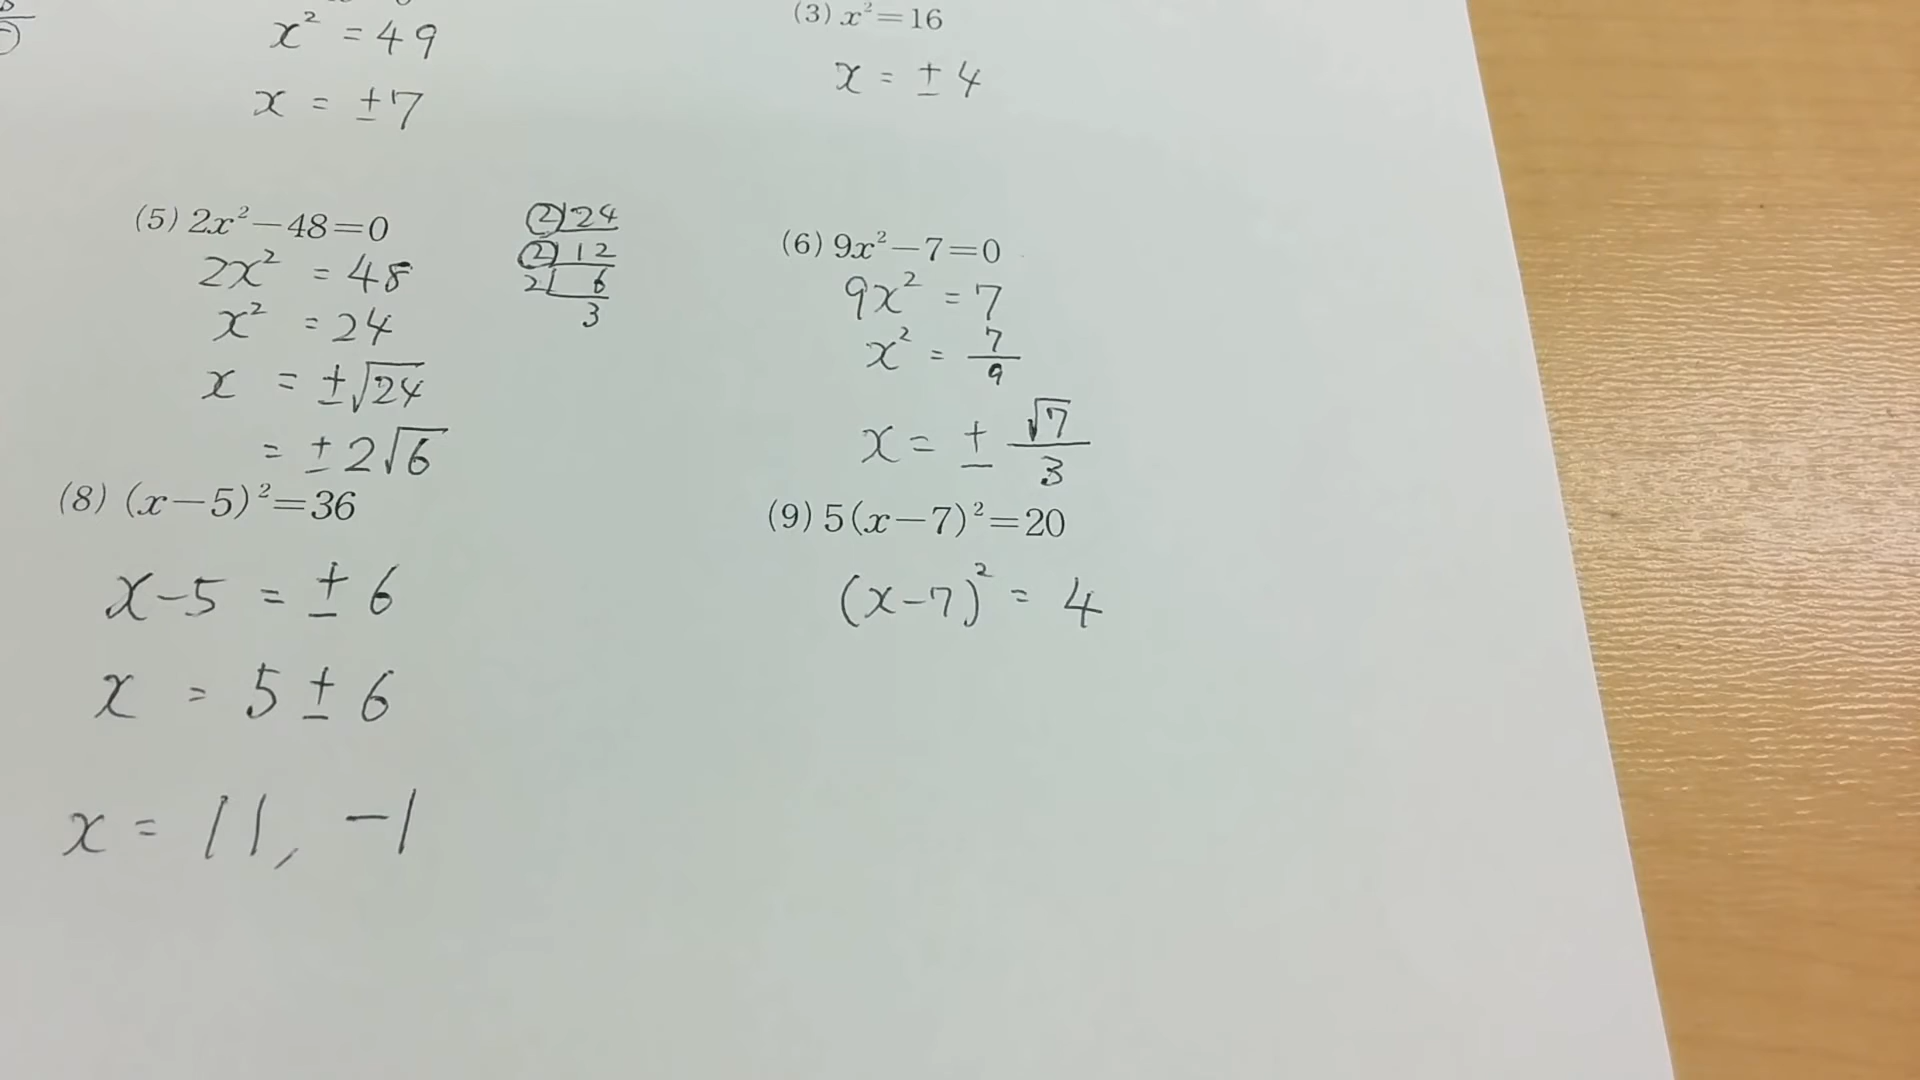 x² = 49
x = ±7
(3) x²=16
x = ±4
(5) 2x²−48=0
2x² = 48
x² = 24
x = ±√24
= ±2√6
2)24
2)12
2) 6
3
(6) 9x²−7=0
9x² = 7
x² = 7/9
x = ± √7/3
(8) (x−5)²=36
x−5 = ±6
x = 5±6
x = 11, −1
(9) 5(x−7)²=20
(x−7)² = 4